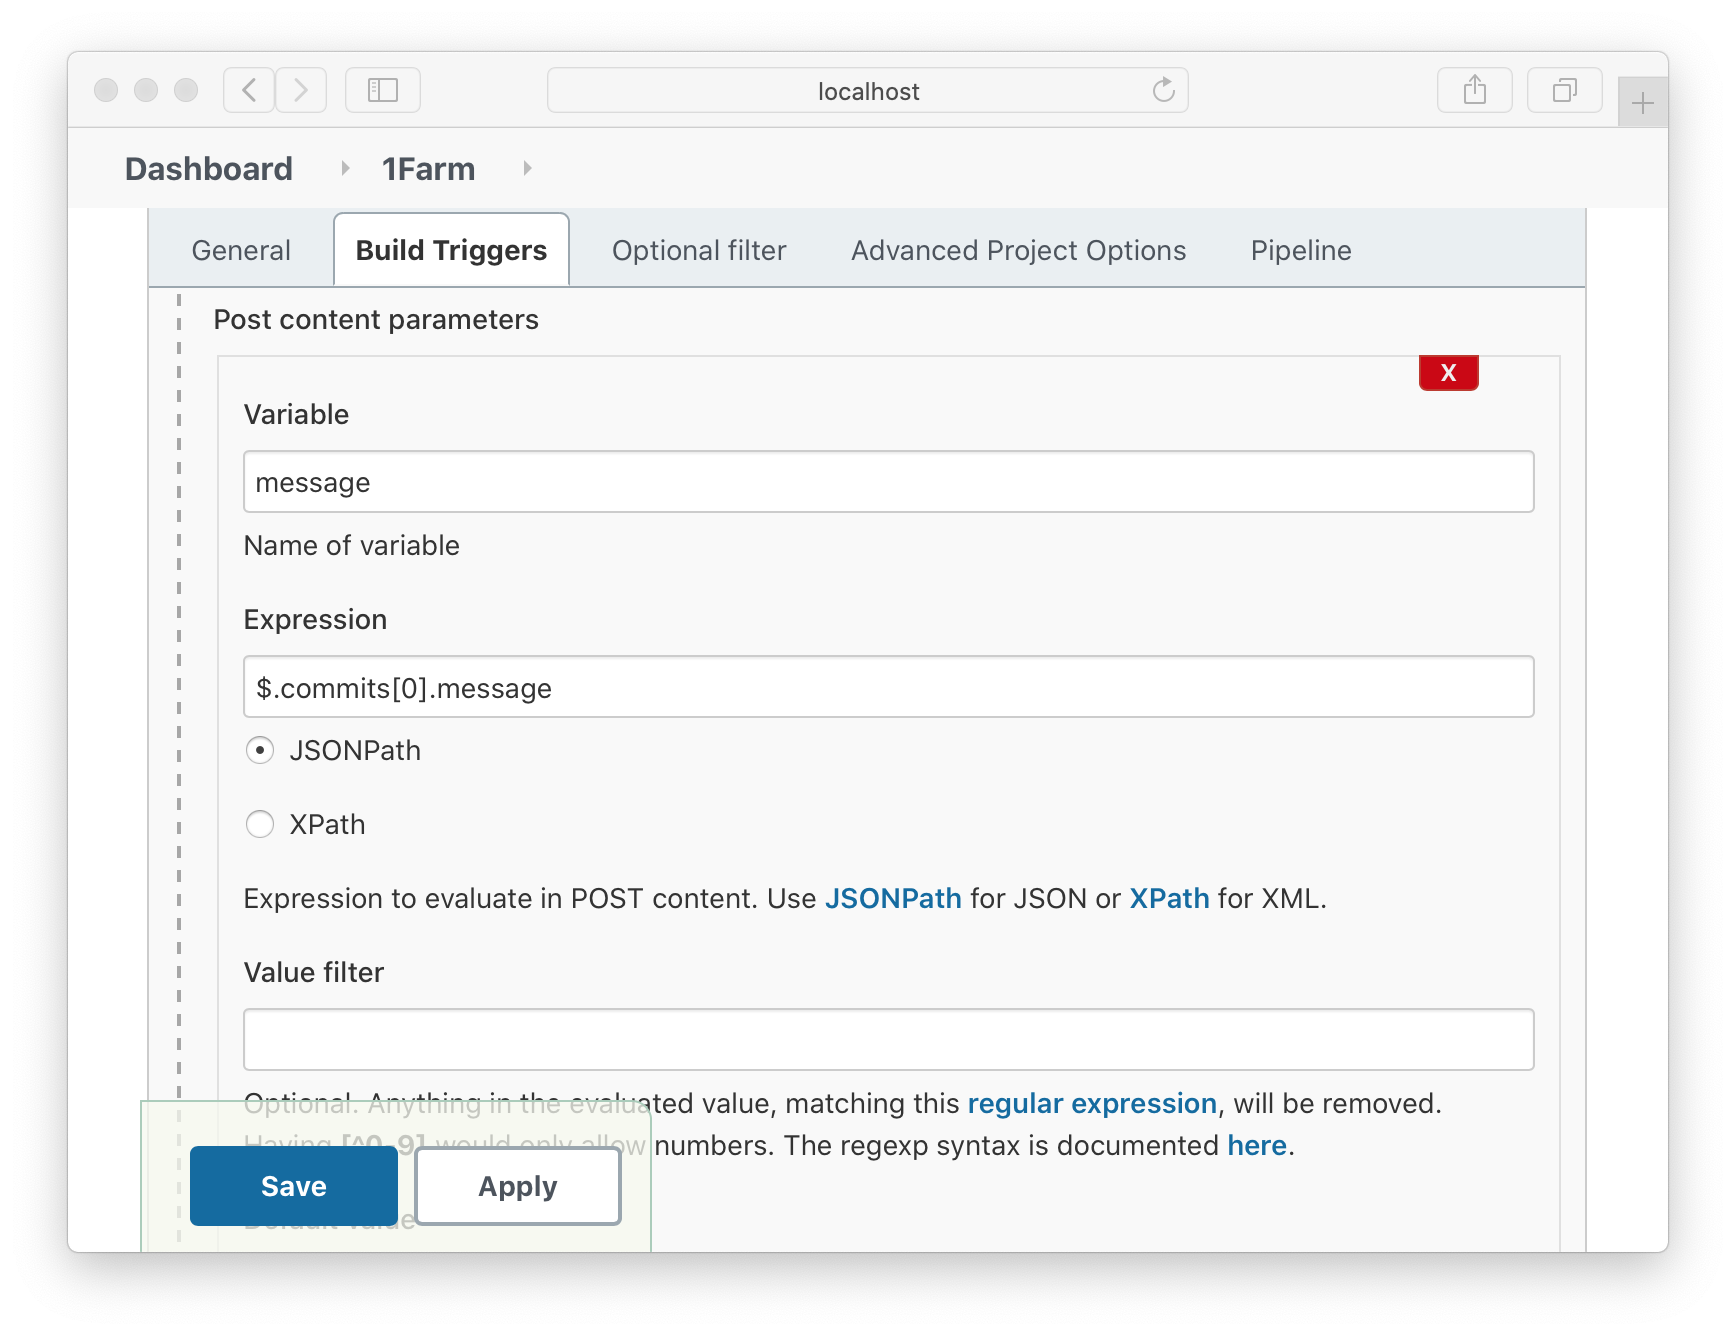 localhost
Dashboard 1Farm
General Build Triggers Optional filter Advanced Project Options Pipeline
Post content parameters
X
Variable
message
Name of variable
Expression
$.commits[0].message
JSONPath
XPath
Expression to evaluate in POST content. Use JSONPath for JSON or XPath for XML.
Value filter
Optional. Anything in the evaluated value, matching this regular expression, will be removed.
Having [^0-9] would only allow numbers. The regexp syntax is documented here.
Save Apply
Default value